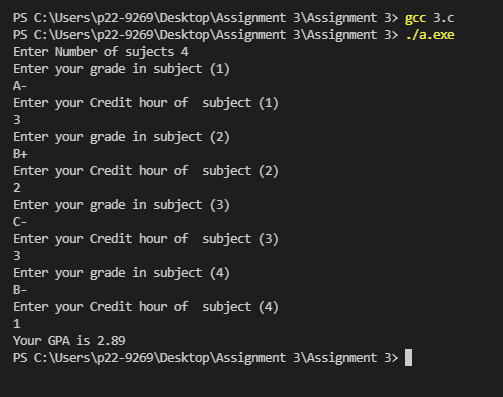 PS C:\Users\p22-9269\Desktop\Assignment 3\Assignment 3> gcc 3.c
PS C:\Users\p22-9269\Desktop\Assignment 3\Assignment 3> ./a.exe
Enter Number of sujects 4
Enter your grade in subject (1)
A-
Enter your Credit hour of  subject (1)
3
Enter your grade in subject (2)
B+
Enter your Credit hour of  subject (2)
2
Enter your grade in subject (3)
C-
Enter your Credit hour of  subject (3)
3
Enter your grade in subject (4)
B-
Enter your Credit hour of  subject (4)
1
Your GPA is 2.89
PS C:\Users\p22-9269\Desktop\Assignment 3\Assignment 3>